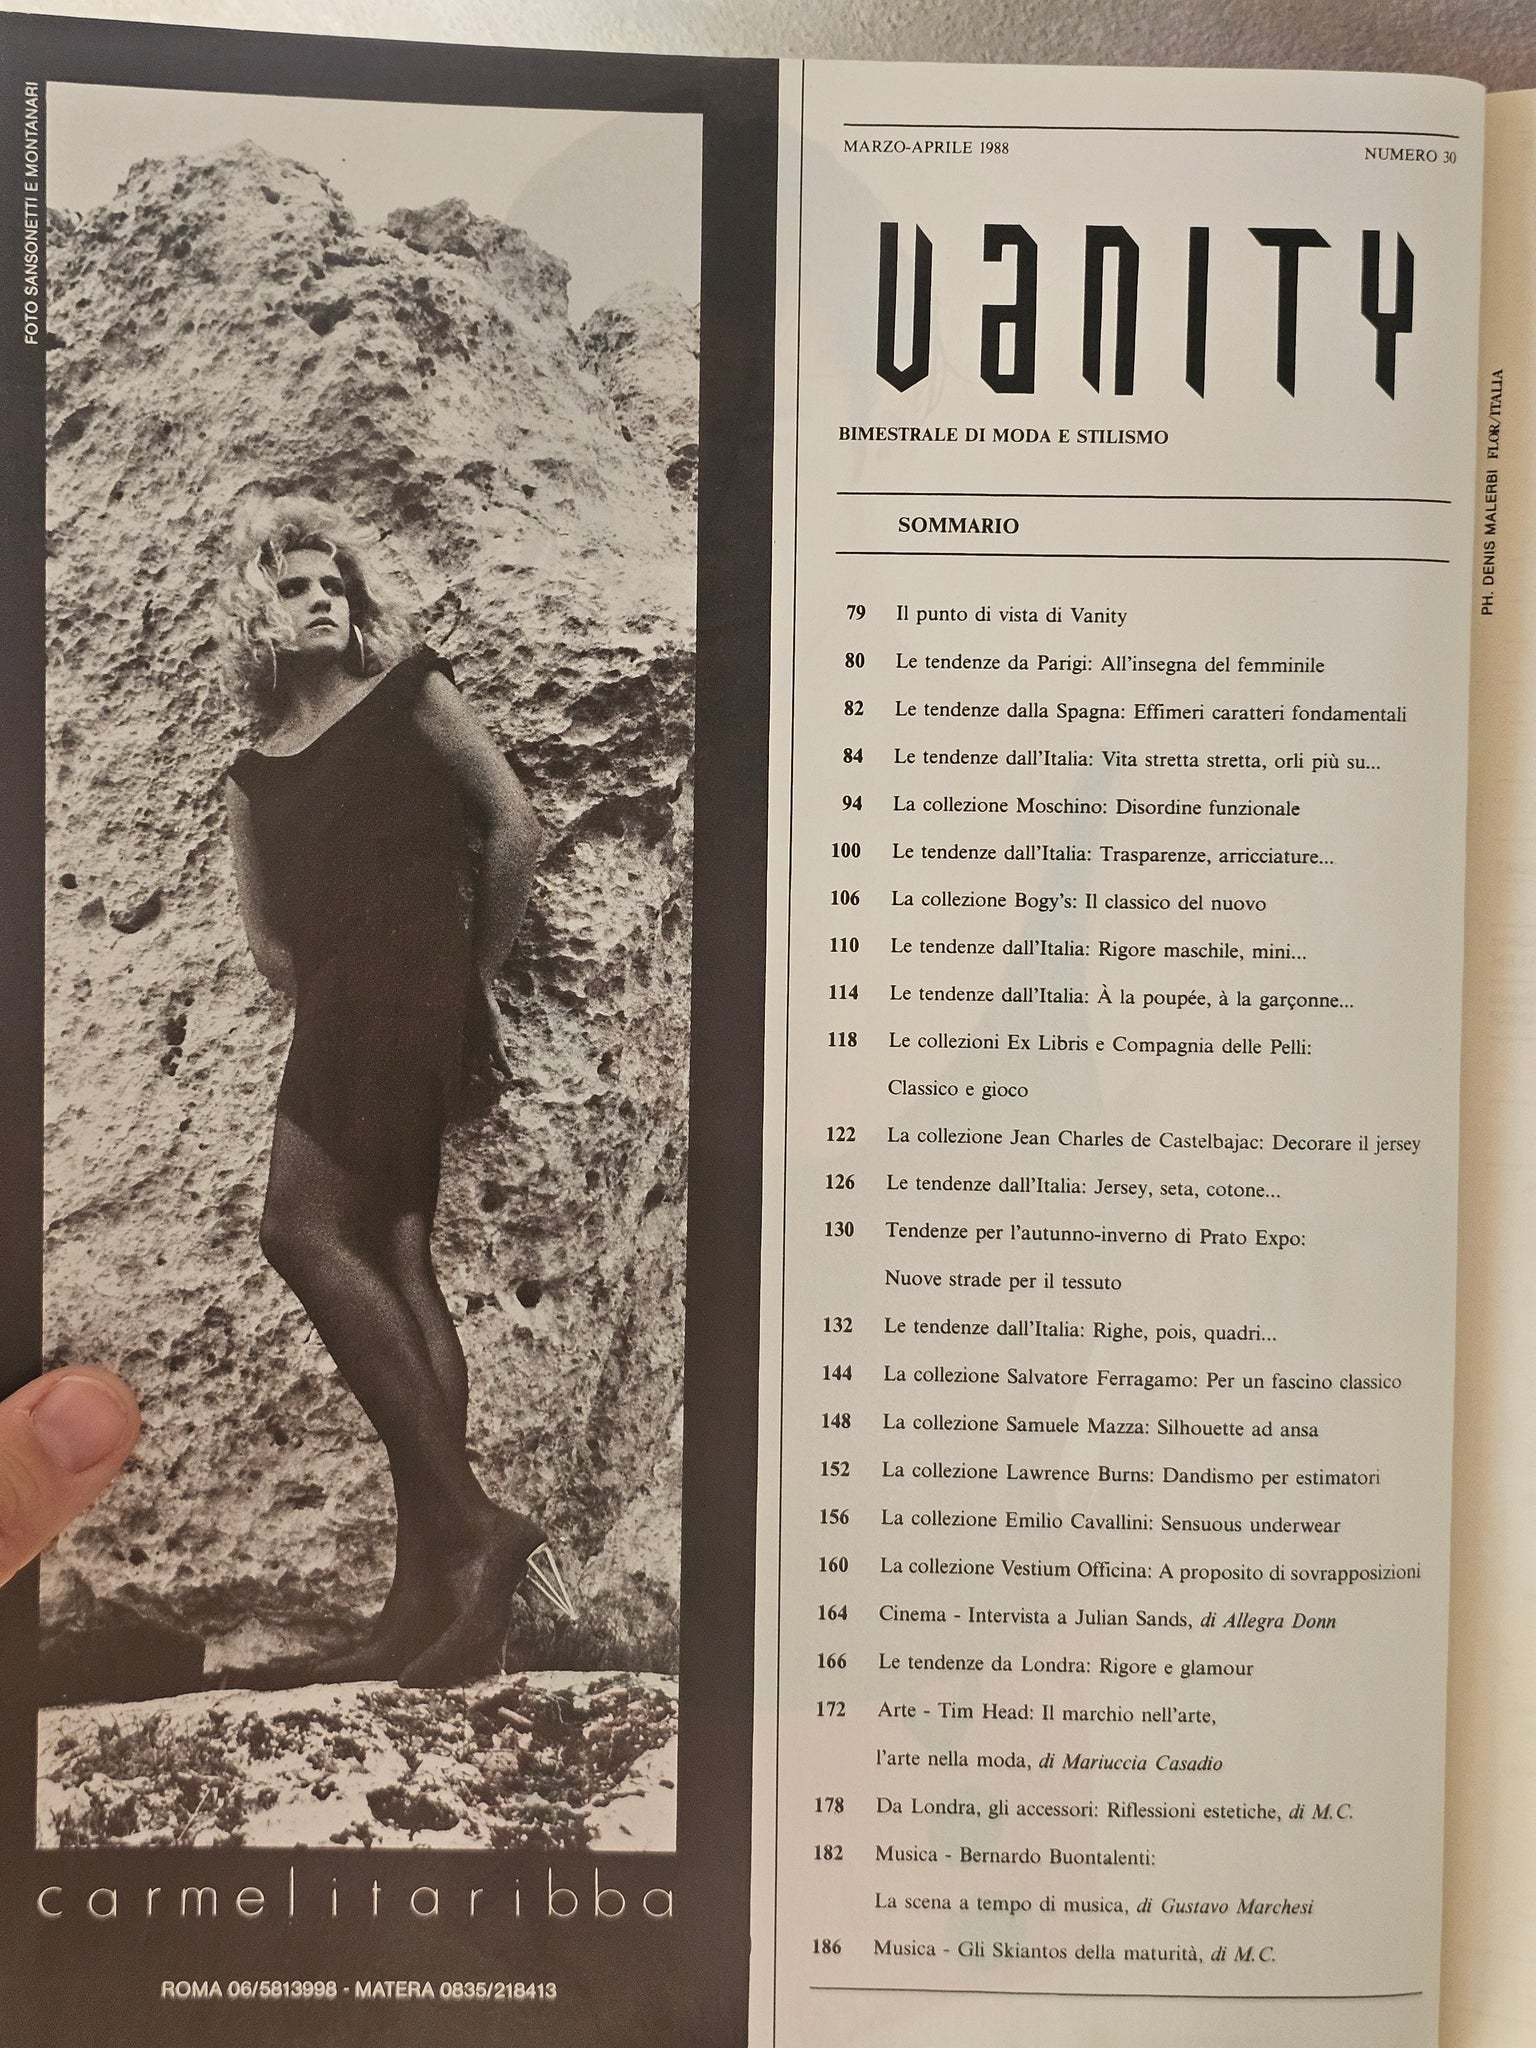 FOTO SANSONETTI E MONTANARI
carmelitaribba
ROMA 06/5813998 - MATERA 0835/218413
MARZO-APRILE 1988
NUMERO 30
VANITY
BIMESTRALE DI MODA E STILISMO
SOMMARIO
79 Il punto di vista di Vanity
80 Le tendenze da Parigi: All'insegna del femminile
82 Le tendenze dalla Spagna: Effimeri caratteri fondamentali
84 Le tendenze dall'Italia: Vita stretta stretta, orli più su...
94 La collezione Moschino: Disordine funzionale
100 Le tendenze dall'Italia: Trasparenze, arricciature...
106 La collezione Bogy's: Il classico del nuovo
110 Le tendenze dall'Italia: Rigore maschile, mini...
114 Le tendenze dall'Italia: À la poupée, à la garçonne...
118 Le collezioni Ex Libris e Compagnia delle Pelli:
Classico e gioco
122 La collezione Jean Charles de Castelbajac: Decorare il jersey
126 Le tendenze dall'Italia: Jersey, seta, cotone...
130 Tendenze per l'autunno-inverno di Prato Expo:
Nuove strade per il tessuto
132 Le tendenze dall'Italia: Righe, pois, quadri...
144 La collezione Salvatore Ferragamo: Per un fascino classico
148 La collezione Samuele Mazza: Silhouette ad ansa
152 La collezione Lawrence Burns: Dandismo per estimatori
156 La collezione Emilio Cavallini: Sensuous underwear
160 La collezione Vestium Officina: A proposito di sovrapposizioni
164 Cinema - Intervista a Julian Sands, di Allegra Donn
166 Le tendenze da Londra: Rigore e glamour
172 Arte - Tim Head: Il marchio nell'arte,
l'arte nella moda, di Mariuccia Casadio
178 Da Londra, gli accessori: Riflessioni estetiche, di M.C.
182 Musica - Bernardo Buontalenti:
La scena a tempo di musica, di Gustavo Marchesi
186 Musica - Gli Skiantos della maturità, di M.C.
PH. DENIS MALERBI FLOR/ITALIA